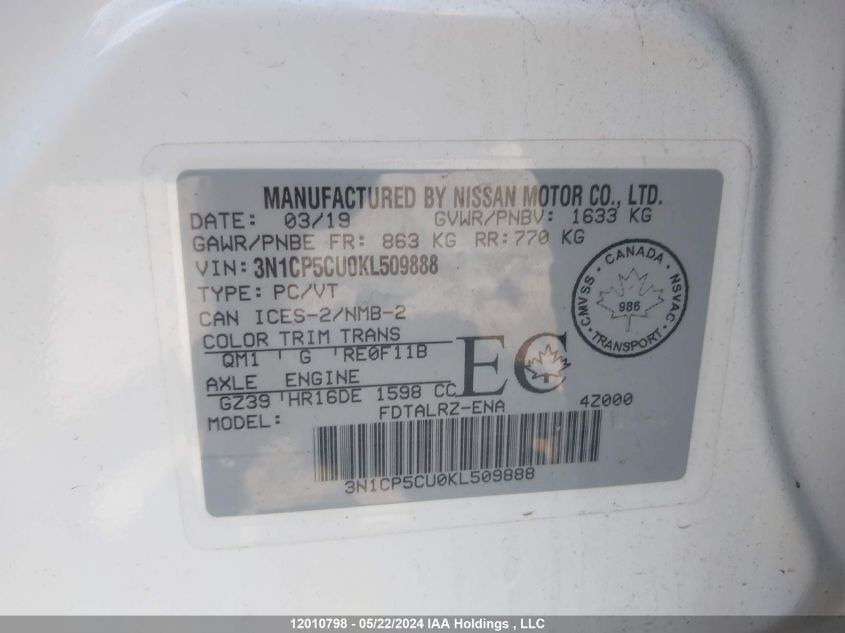 MANUFACTURED BY NISSAN MOTOR CO., LTD.
DATE: 03/19 GVWR/PNBV: 1633 KG
GAWR/PNBE FR: 863 KG RR: 770 KG
VIN: 3N1CP5CU0KL509888
TYPE: PC/VT
CAN ICES-2/NMB-2
COLOR TRIM TRANS
QM1 G RE0F11B
AXLE ENGINE
GZ39 HR16DE 1598 CC
MODEL: FDTALRZ-ENA 4Z000
EC
CANADA
CMVSS
NSVAC
986
TRANSPORT
3N1CP5CU0KL509888
12010798 - 05/22/2024 IAA Holdings , LLC